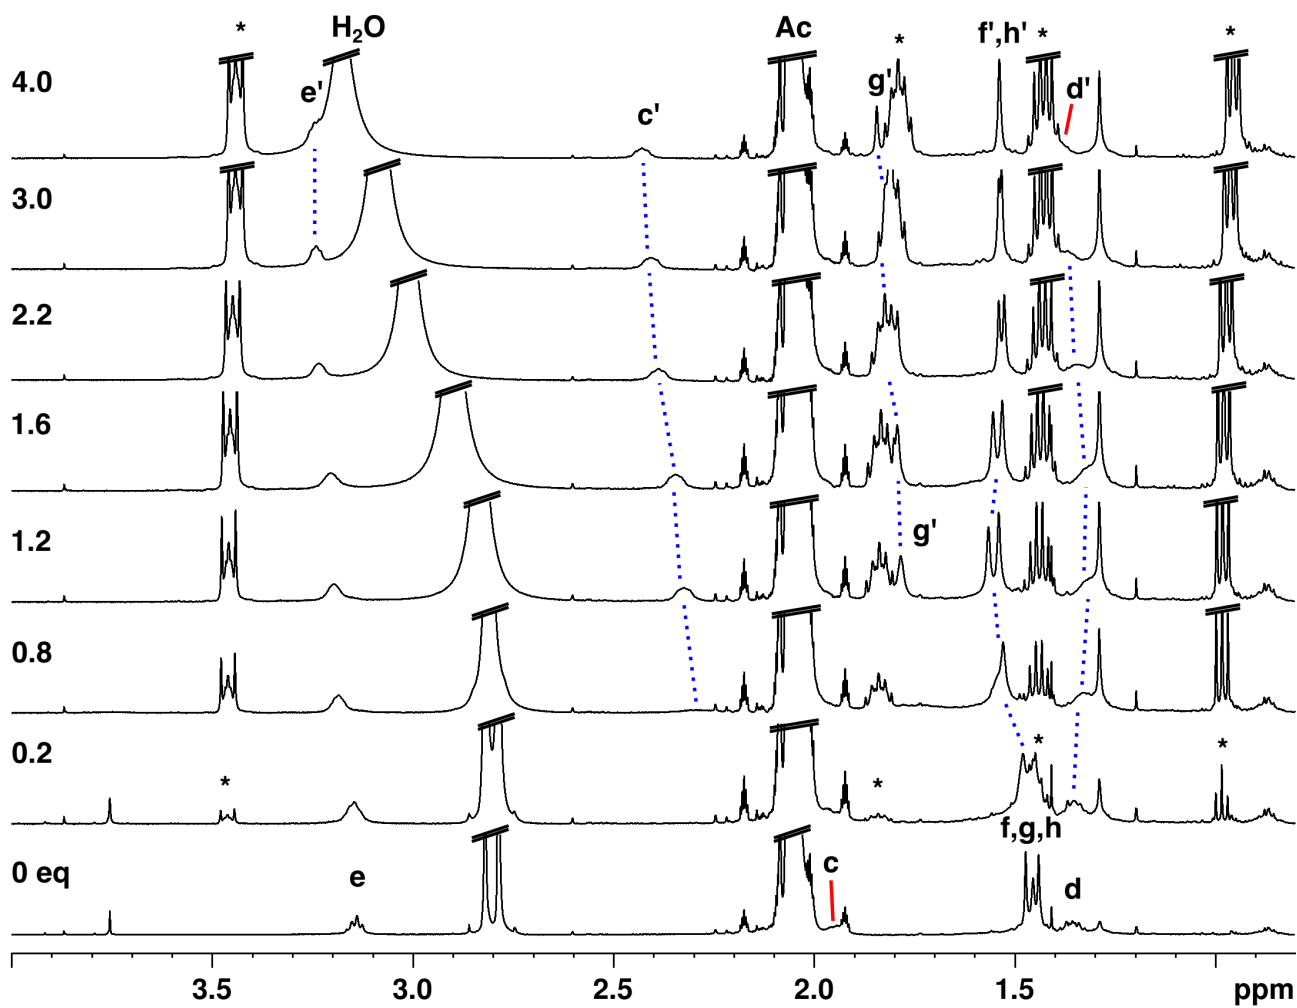 * H₂O Ac * f',h' * *
4.0 e' c' g' d'
3.0
2.2
1.6
1.2 g'
0.8
0.2 * * * *
f,g,h
0 eq e c d
3.5 3.0 2.5 2.0 1.5 ppm